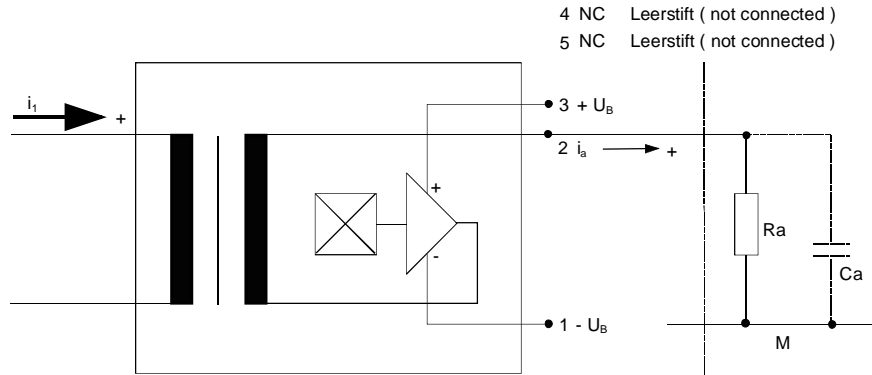 4 NC Leerstift ( not connected )
5 NC Leerstift ( not connected )
i1
+
3 + UB
2 ia +
+
-
Ra
Ca
1 - UB
M